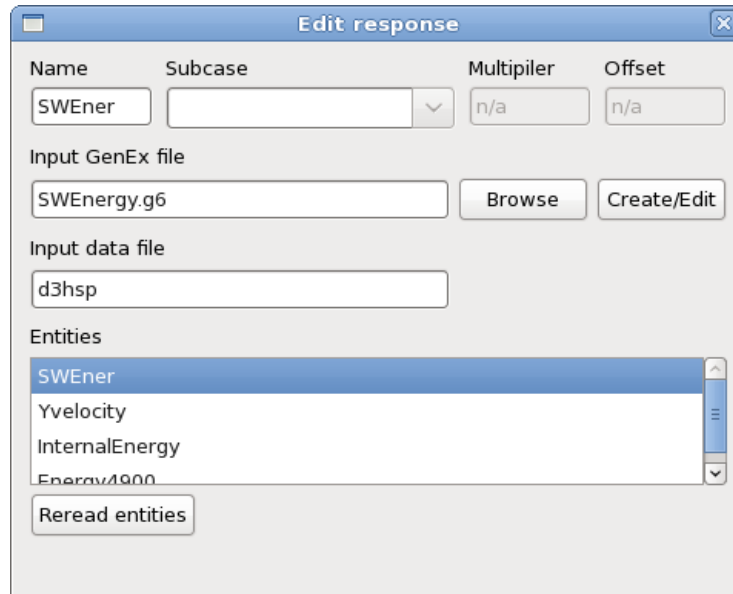 Edit response
Name Subcase Multipiler Offset
SWEner n/a n/a
Input GenEx file
SWEnergy.g6 Browse Create/Edit
Input data file
d3hsp
Entities
SWEner
Yvelocity
InternalEnergy
Energy4900
Reread entities